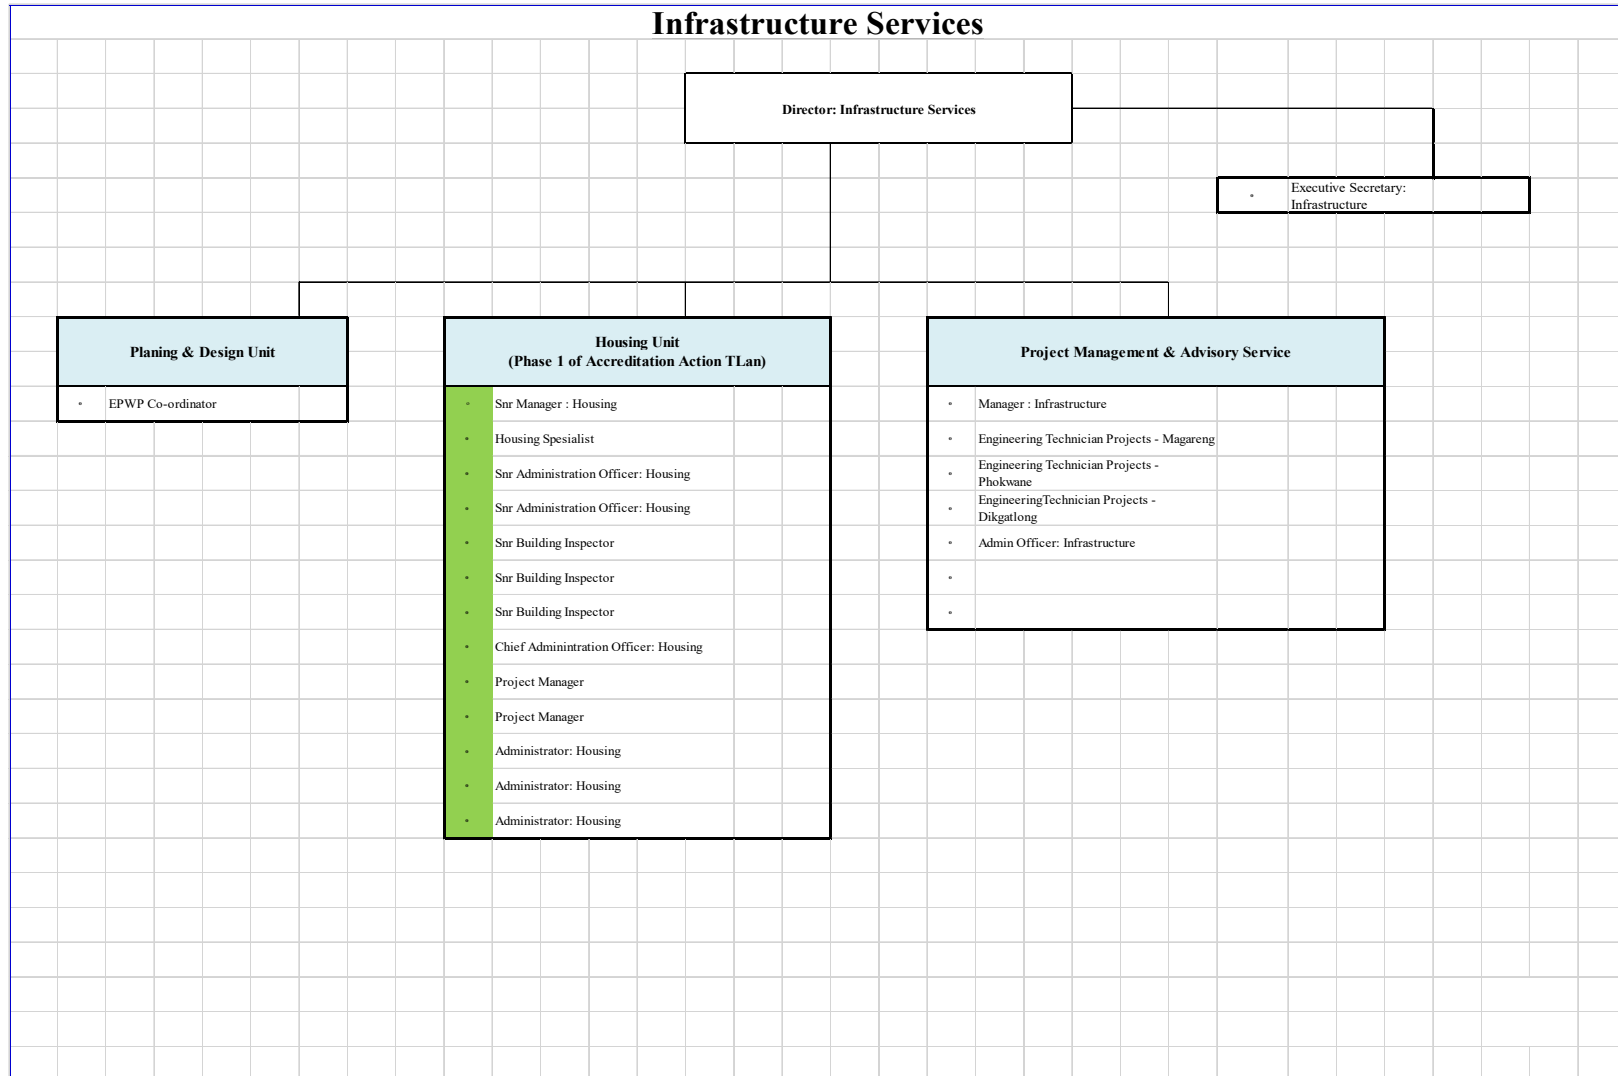 Infrastructure Services
Director: Infrastructure Services
Executive Secretary:
Infrastructure
Planing & Design Unit
EPWP Co-ordinator
Housing Unit
(Phase 1 of Accreditation Action TLan)
Snr Manager : Housing
Housing Spesialist
Snr Administration Officer: Housing
Snr Administration Officer: Housing
Snr Building Inspector
Snr Building Inspector
Snr Building Inspector
Chief Adminintration Officer: Housing
Project Manager
Project Manager
Administrator: Housing
Administrator: Housing
Administrator: Housing
Project Management & Advisory Service
Manager : Infrastructure
Engineering Technician Projects - Magareng
Engineering Technician Projects -
Phokwane
EngineeringTechnician Projects -
Dikgatlong
Admin Officer: Infrastructure